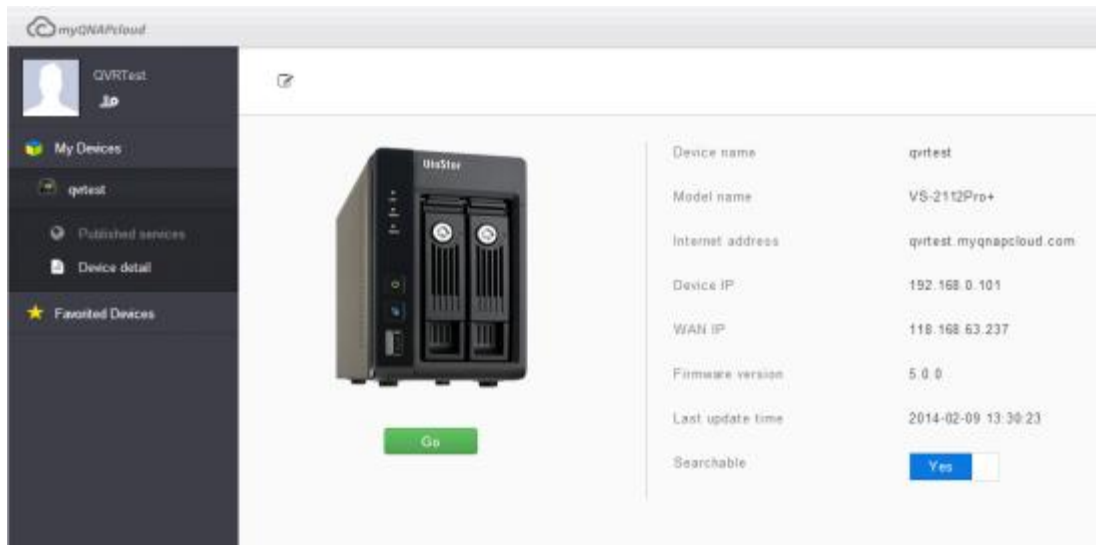 myQNAPcloud
QVRTest
My Devices
qvrtest
Published services
Device detail
Favorited Devices
VioStor
Go
Device name qvrtest
Model name VS-2112Pro+
Internet address qvrtest.myqnapcloud.com
Device IP 192.168.0.101
WAN IP 118.168.63.237
Firmware version 5.0.0
Last update time 2014-02-09 13:30:23
Searchable Yes